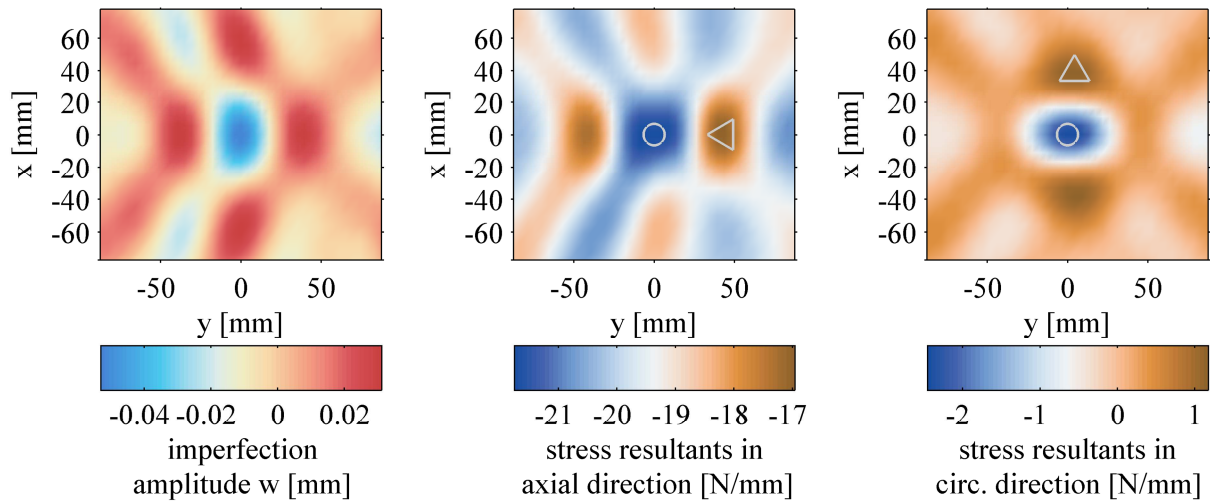 60
40
20
0
-20
-40
-60
x [mm]
-50 0 50
y [mm]
-0.04 -0.02 0 0.02
imperfection
amplitude w [mm]
60
40
20
0
-20
-40
-60
x [mm]
-50 0 50
y [mm]
-21 -20 -19 -18 -17
stress resultants in
axial direction [N/mm]
60
40
20
0
-20
-40
-60
x [mm]
-50 0 50
y [mm]
-2 -1 0 1
stress resultants in
circ. direction [N/mm]